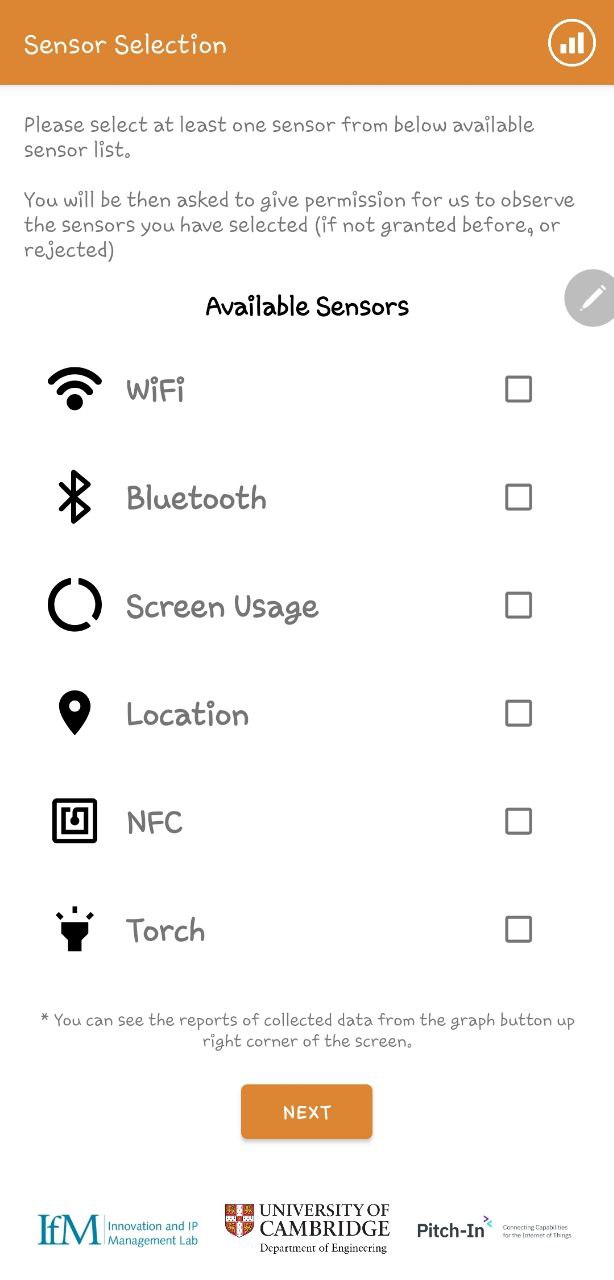 Sensor Selection
Please select at least one sensor from below available
sensor list.
You will be then asked to give permission for us to observe
the sensors you have selected (if not granted before, or
rejected)
Available Sensors
WiFi
Bluetooth
Screen Usage
Location
NFC
Torch
* You can see the reports of collected data from the graph button up
right corner of the screen.
NEXT
IfM
Innovation and IP
Management Lab
UNIVERSITY OF
CAMBRIDGE
Department of Engineering
Pitch-In
Connecting Capabilities
for the Internet of Things